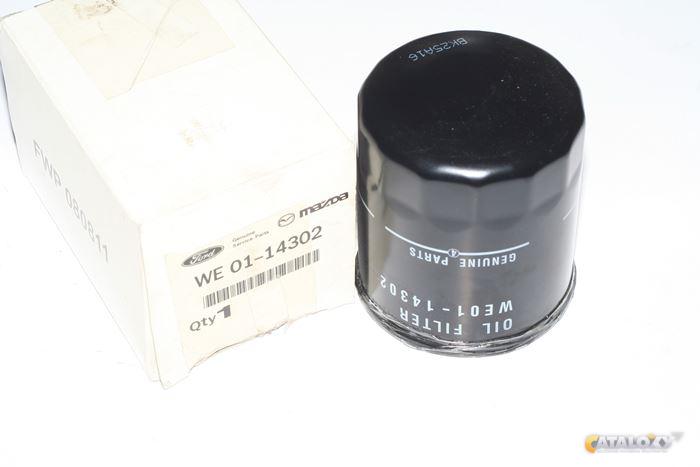 FWR 080811
Ford
Genuine
Service Parts
mazda
WE 01-14302
Qty 1
BK25A16
GENUINE PARTS
OIL FILTER
WE01-14302
CATALOXY